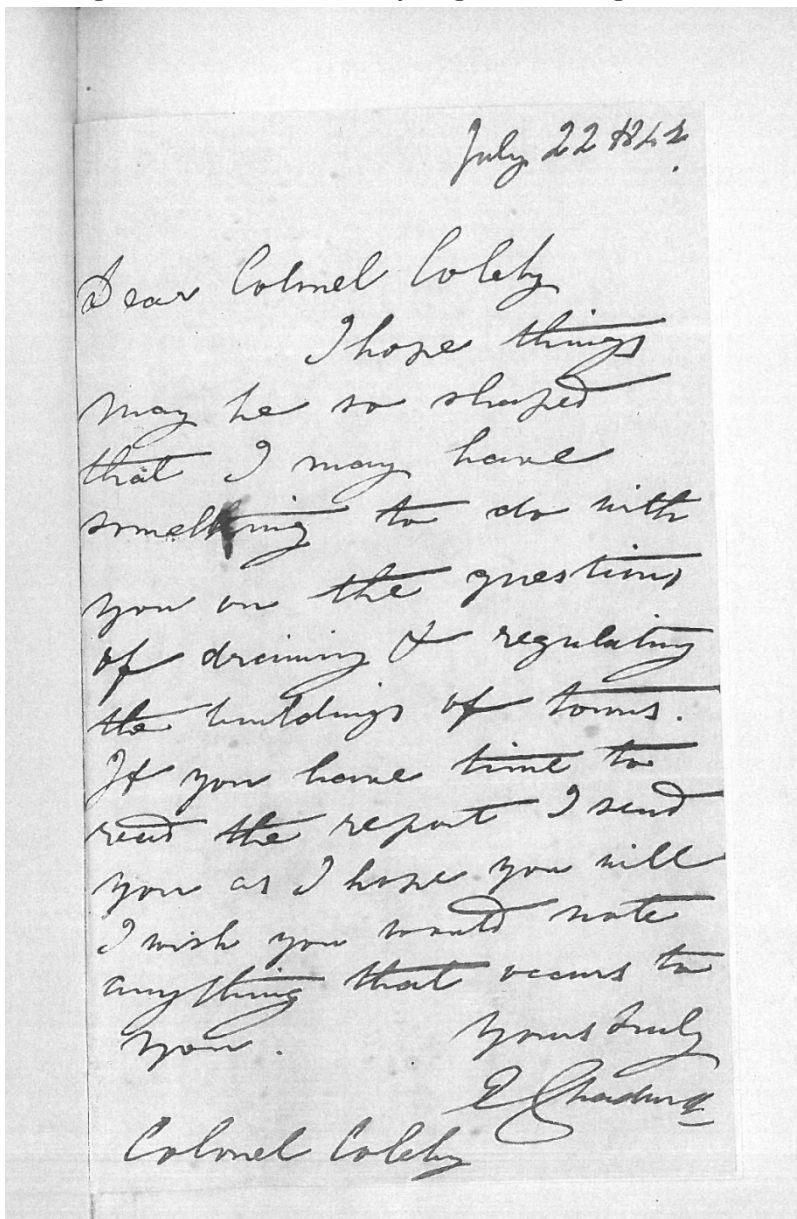 July 22 1842
Dear Colonel Coleby
I hope things
may be so shaped
that I may have
something to do with
you on the questions
of draining & regulating
the buildings of towns.
If you have time to
read the report I send
you as I hope you will
I wish you would note
anything that occurs to
you. Yours truly
E Chadwick
Colonel Coleby